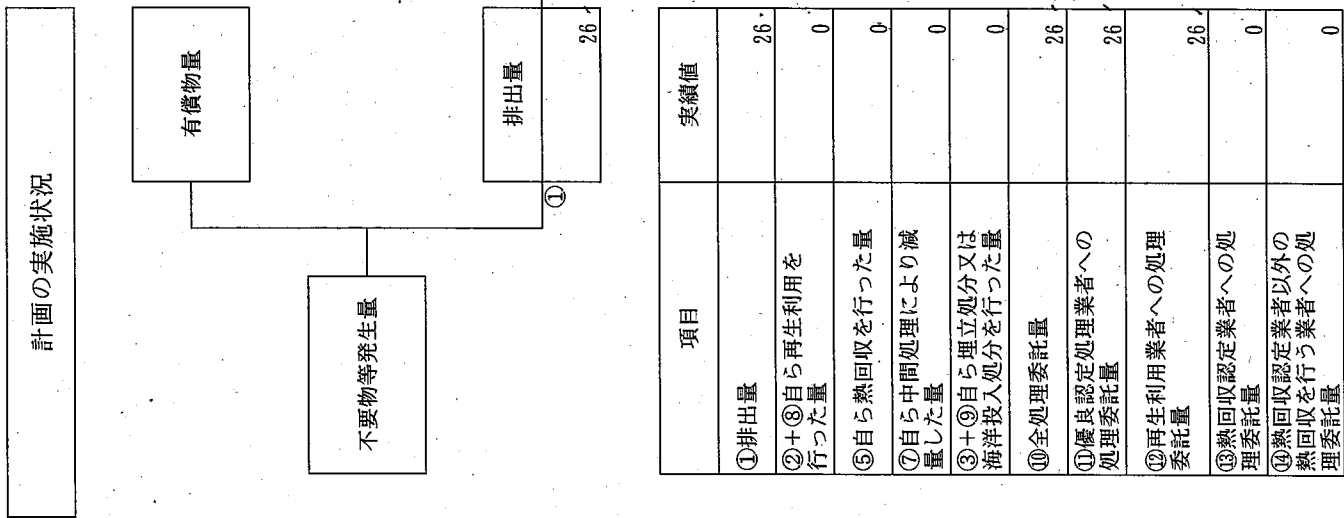 計画の実施状況
不要物等発生量
有償物量
①
排出量
26
項目
実績値
①排出量
26
②+⑧自ら再生利用を
行った量
0
⑤自ら熱回収を行った量
0
⑦自ら中間処理により減
量した量
0
③+⑨自ら埋立処分又は
海洋投入処分を行った量
0
⑩全処理委託量
26
⑪優良認定処理業者への
処理委託量
26
⑫再生利用業者への処理
委託量
26
⑬熱回収認定業者への処
理委託量
0
⑭熱回収認定業者以外の
熱回収を行う業者への処
理委託量
0